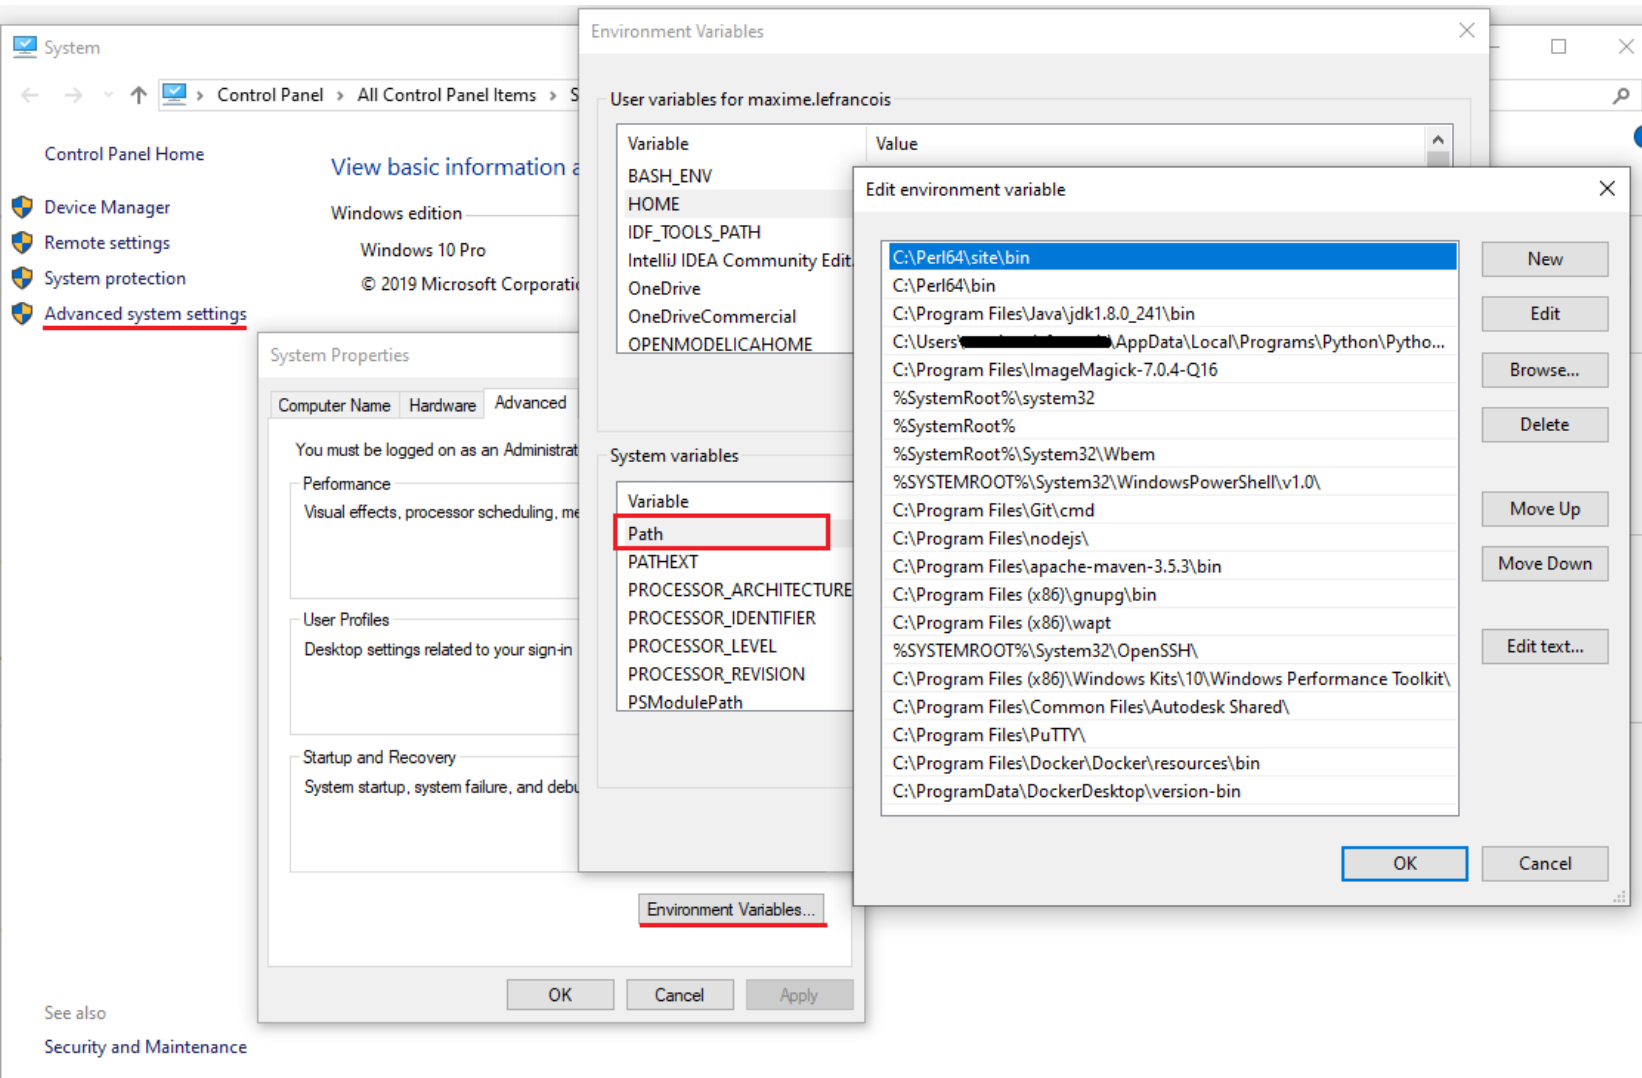 System
Control Panel > All Control Panel Items > S
Control Panel Home
Device Manager
Remote settings
System protection
Advanced system settings
See also
Security and Maintenance
View basic information a
Windows edition
Windows 10 Pro
© 2019 Microsoft Corporatio
System Properties
Computer Name
Hardware
Advanced
You must be logged on as an Administrat
Performance
Visual effects, processor scheduling, me
User Profiles
Desktop settings related to your sign-in
Startup and Recovery
System startup, system failure, and debu
Environment Variables...
OK
Cancel
Apply
Environment Variables
User variables for maxime.lefrancois
Variable Value
BASH_ENV
HOME
IDF_TOOLS_PATH
IntelliJ IDEA Community Edit.
OneDrive
OneDriveCommercial
OPENMODELICAHOME
System variables
Variable
Path
PATHEXT
PROCESSOR_ARCHITECTURE
PROCESSOR_IDENTIFIER
PROCESSOR_LEVEL
PROCESSOR_REVISION
PSModulePath
Edit environment variable
C:\Perl64\site\bin
C:\Perl64\bin
C:\Program Files\Java\jdk1.8.0_241\bin
C:\Users\ \AppData\Local\Programs\Python\Pytho...
C:\Program Files\ImageMagick-7.0.4-Q16
%SystemRoot%\system32
%SystemRoot%
%SystemRoot%\System32\Wbem
%SYSTEMROOT%\System32\WindowsPowerShell\v1.0\
C:\Program Files\Git\cmd
C:\Program Files\nodejs\
C:\Program Files\apache-maven-3.5.3\bin
C:\Program Files (x86)\gnupg\bin
C:\Program Files (x86)\wapt
%SYSTEMROOT%\System32\OpenSSH\
C:\Program Files (x86)\Windows Kits\10\Windows Performance Toolkit\
C:\Program Files\Common Files\Autodesk Shared\
C:\Program Files\PuTTY\
C:\Program Files\Docker\Docker\resources\bin
C:\ProgramData\DockerDesktop\version-bin
New
Edit
Browse...
Delete
Move Up
Move Down
Edit text...
OK
Cancel